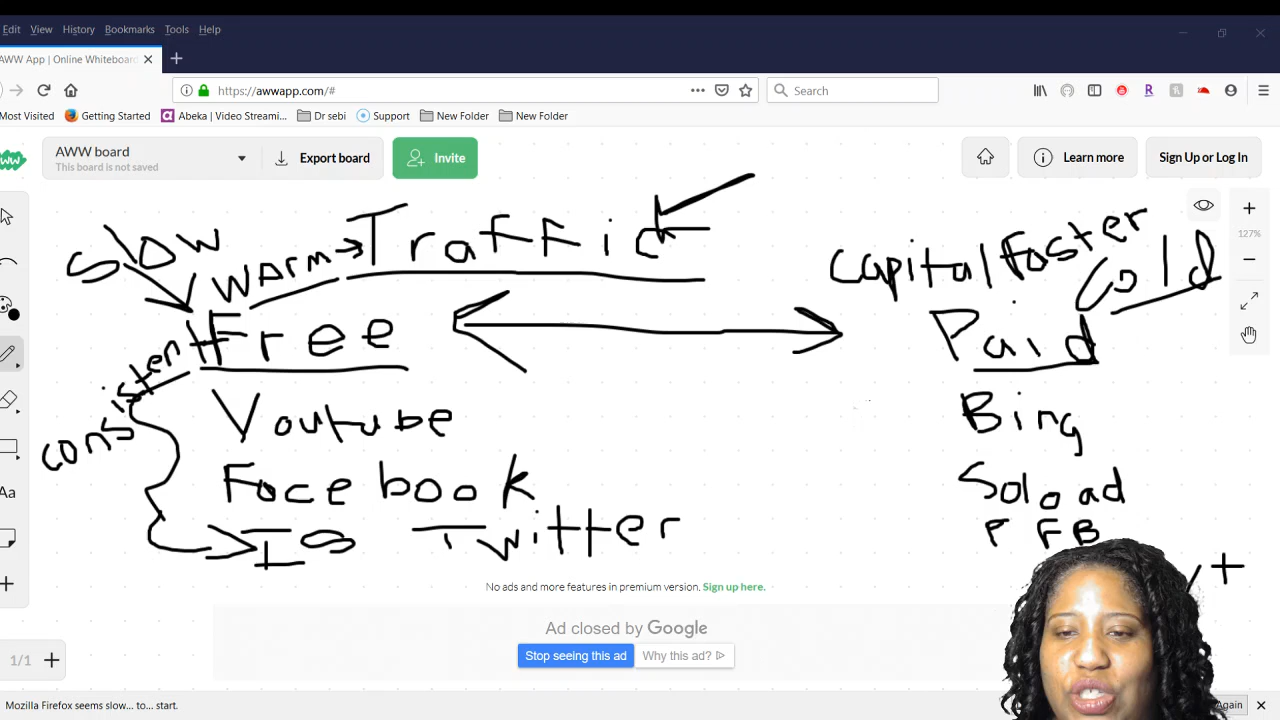 Edit View History Bookmarks Tools Help
AWW App | Online Whiteboard
https://awwapp.com/#
Search
Most Visited Getting Started Abeka | Video Streami... Dr sebi Support New Folder New Folder
AWW board
This board is not saved
Export board
Invite
Learn more
Sign Up or Log In
127%
Slow
Warm
Traffic
capital faster
Cold
consistent
Free
Paid
Youtube
Bing
Facebook
Solo ad
IG Twitter
P FB
yt
Aa
No ads and more features in premium version. Sign up here.
Ad closed by Google
Stop seeing this ad
Why this ad?
1/1
Mozilla Firefox seems slow... to... start.
Again